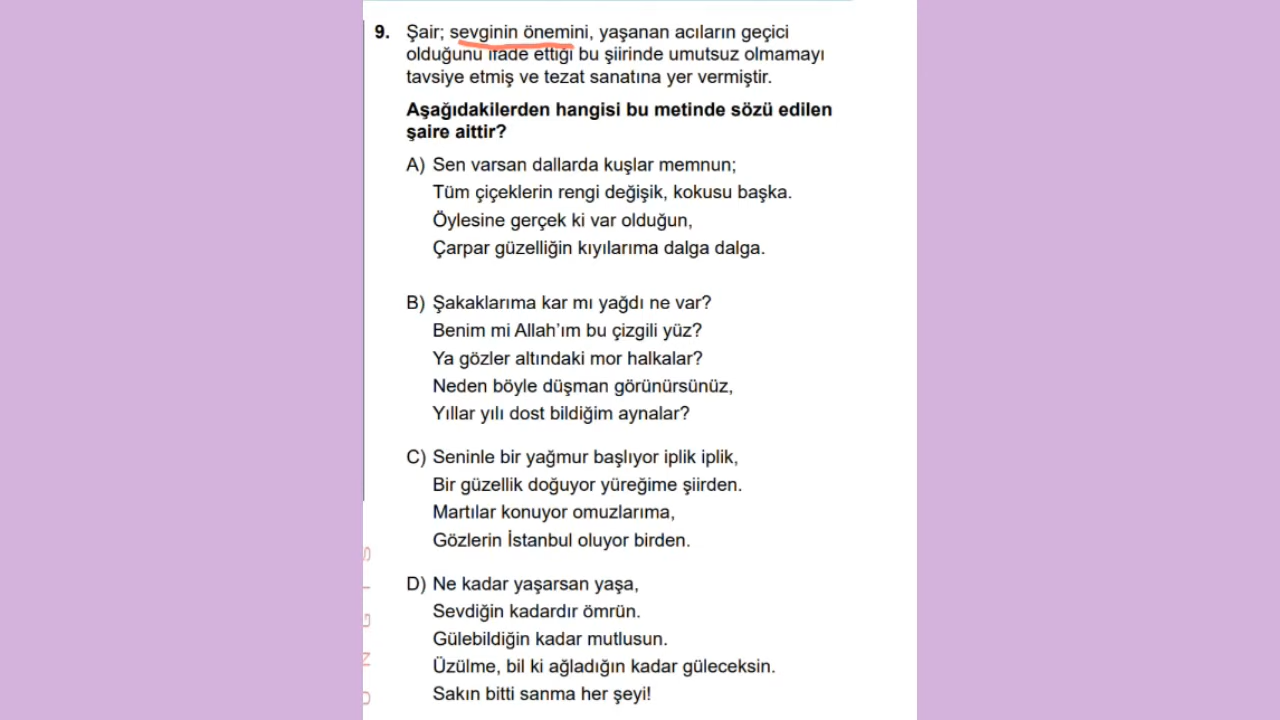 9. Şair; sevginin önemini, yaşanan acıların geçici
olduğunu ifade ettiği bu şiirinde umutsuz olmamayı
tavsiye etmiş ve tezat sanatına yer vermiştir.
Aşağıdakilerden hangisi bu metinde sözü edilen
şaire aittir?
A) Sen varsan dallarda kuşlar memnun;
Tüm çiçeklerin rengi değişik, kokusu başka.
Öylesine gerçek ki var olduğun,
Çarpar güzelliğin kıyılarıma dalga dalga.
B) Şakaklarıma kar mı yağdı ne var?
Benim mi Allah'ım bu çizgili yüz?
Ya gözler altındaki mor halkalar?
Neden böyle düşman görünürsünüz,
Yıllar yılı dost bildiğim aynalar?
C) Seninle bir yağmur başlıyor iplik iplik,
Bir güzellik doğuyor yüreğime şiirden.
Martılar konuyor omuzlarıma,
Gözlerin İstanbul oluyor birden.
D) Ne kadar yaşarsan yaşa,
Sevdiğin kadardır ömrün.
Gülebildiğin kadar mutlusun.
Üzülme, bil ki ağladığın kadar güleceksin.
Sakın bitti sanma her şeyi!